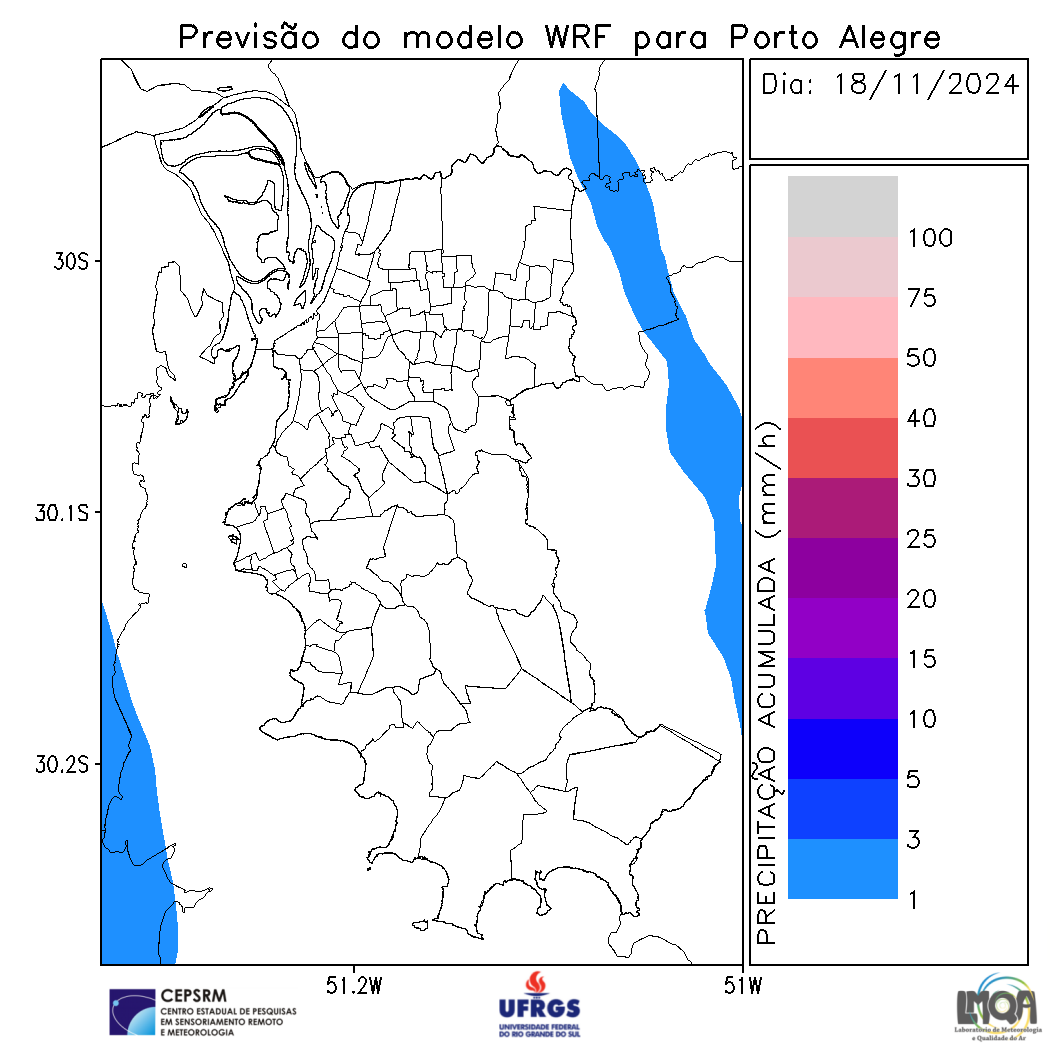 Previsão do modelo WRF para Porto Alegre
Dia: 18/11/2024
30S
30.1S
30.2S
51.2W
51W
PRECIPITAÇÃO ACUMULADA (mm/h)
100
75
50
40
30
25
20
15
10
5
3
1
CEPSRM
CENTRO ESTADUAL DE PESQUISAS
EM SENSORIAMENTO REMOTO
E METEOROLOGIA
UFRGS
UNIVERSIDADE FEDERAL
DO RIO GRANDE DO SUL
LMQA
Laboratório de Meteorologia
e Qualidade do Ar